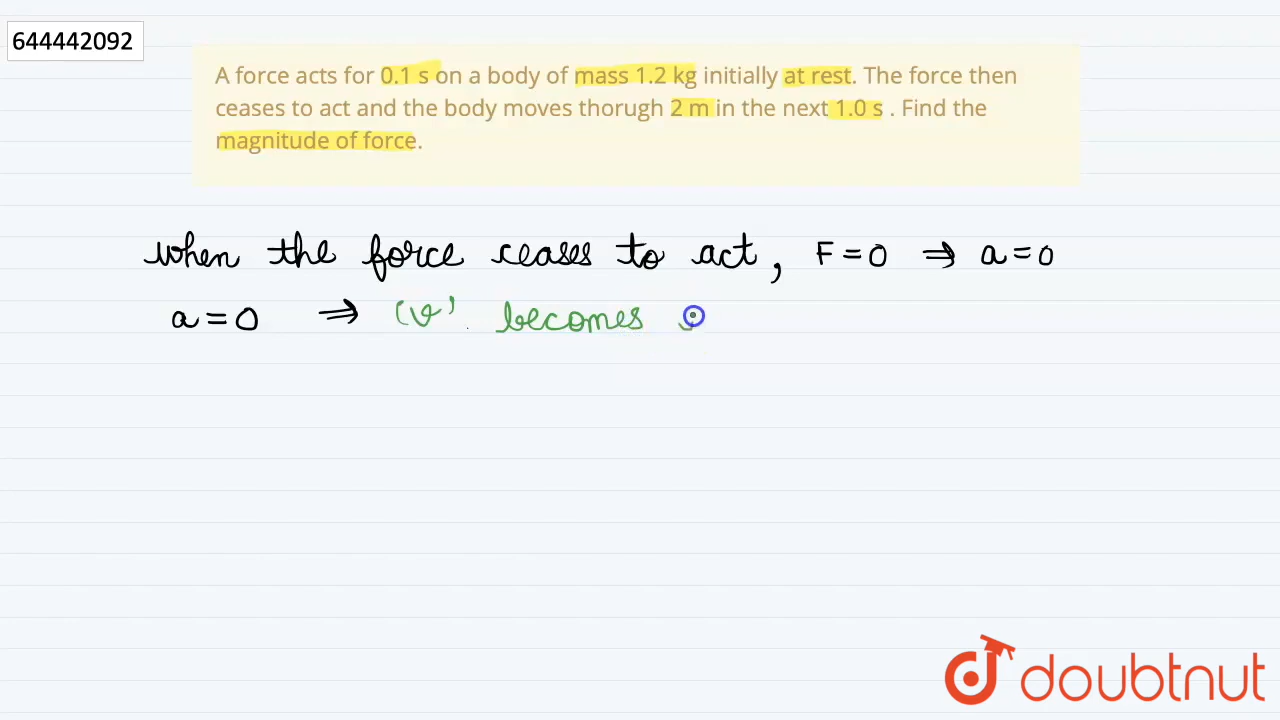 644442092
A force acts for 0.1 s on a body of mass 1.2 kg initially at rest. The force then
ceases to act and the body moves thorugh 2 m in the next 1.0 s . Find the
magnitude of force.
when the force ceases to act, F = 0 ⇒ a = 0
a = 0 ⇒ 'v' becomes
doubtnut